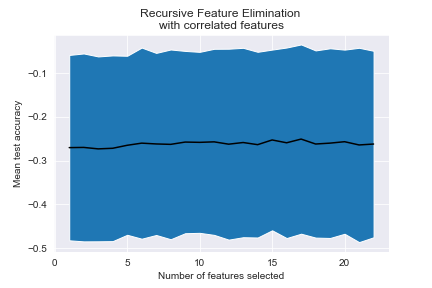 Recursive Feature Elimination
with correlated features
Mean test accuracy
−0.1
−0.2
−0.3
−0.4
−0.5
0
5
10
15
20
Number of features selected